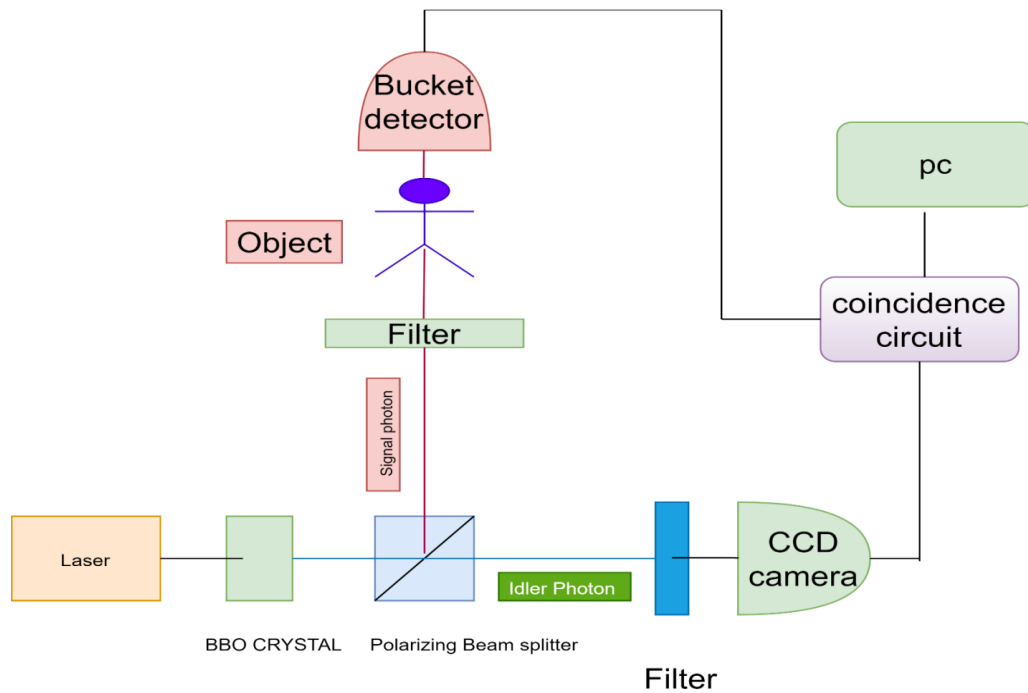 Bucket
detector
pc
Object
coincidence
circuit
Filter
Signal photon
Laser
CCD
camera
Idler Photon
BBO CRYSTAL
Polarizing Beam splitter
Filter